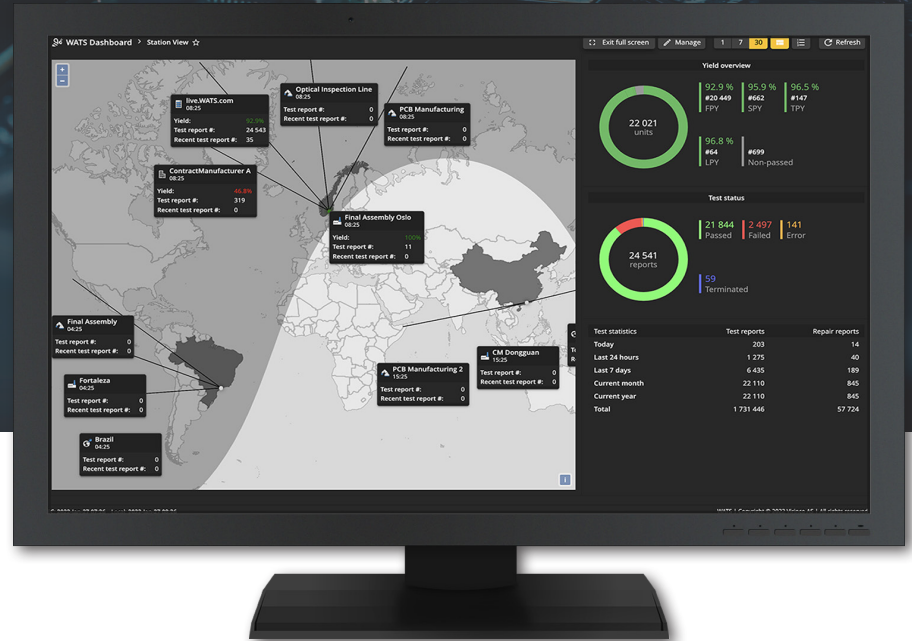 WATS Dashboard > Station View
Exit full screen Manage 1 7 30 Refresh
live.WATS.com
08:25
Yield: 92.9%
Test report #: 24 543
Recent test report #: 35
Optical Inspection Line
08:25
Test report #: 0
Recent test report #: 0
PCB Manufacturing
08:25
Test report #: 0
Recent test report #: 0
ContractManufacturer A
08:25
Yield: 46.8%
Test report #: 319
Recent test report #: 0
Final Assembly Oslo
08:25
Yield: 100%
Test report #: 11
Recent test report #: 0
Final Assembly
04:25
Test report #: 0
Recent test report #: 0
Fortaleza
04:25
Test report #: 0
Recent test report #: 0
Brazil
04:25
Test report #: 0
Recent test report #: 0
PCB Manufacturing 2
15:25
Test report #: 0
Recent test report #: 0
CM Dongguan
15:25
Test report #: 0
Recent test report #: 0
Yield overview
22 021
units
92.9 % 95.9 % 96.5 %
#20 449 #662 #147
FPY SPY TPY
96.8 %
#64 #699
LPY Non-passed
Test status
24 541
reports
21 844 2 497 141
Passed Failed Error
59
Terminated
Test statistics Test reports Repair reports
Today 203 14
Last 24 hours 1 275 40
Last 7 days 6 435 189
Current month 22 110 845
Current year 22 110 845
Total 1 731 446 57 724